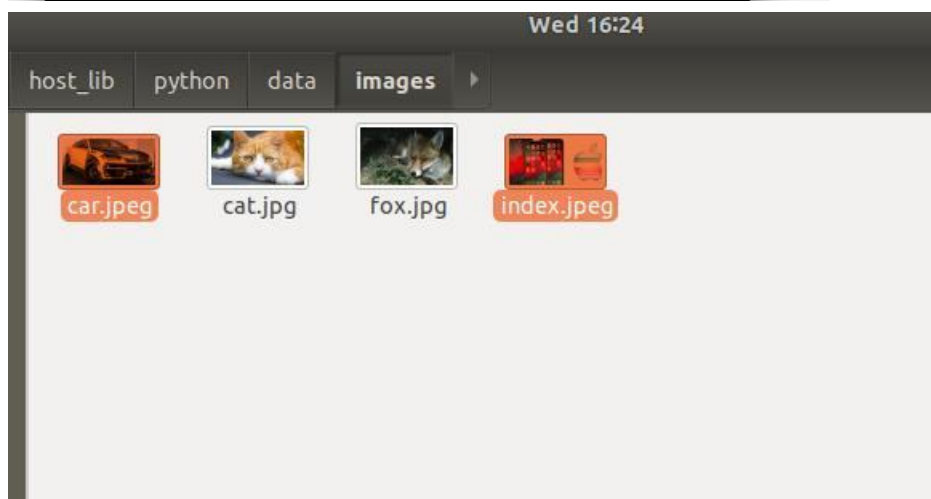 Wed 16:24
host_lib python data images
car.jpeg cat.jpg fox.jpg index.jpeg